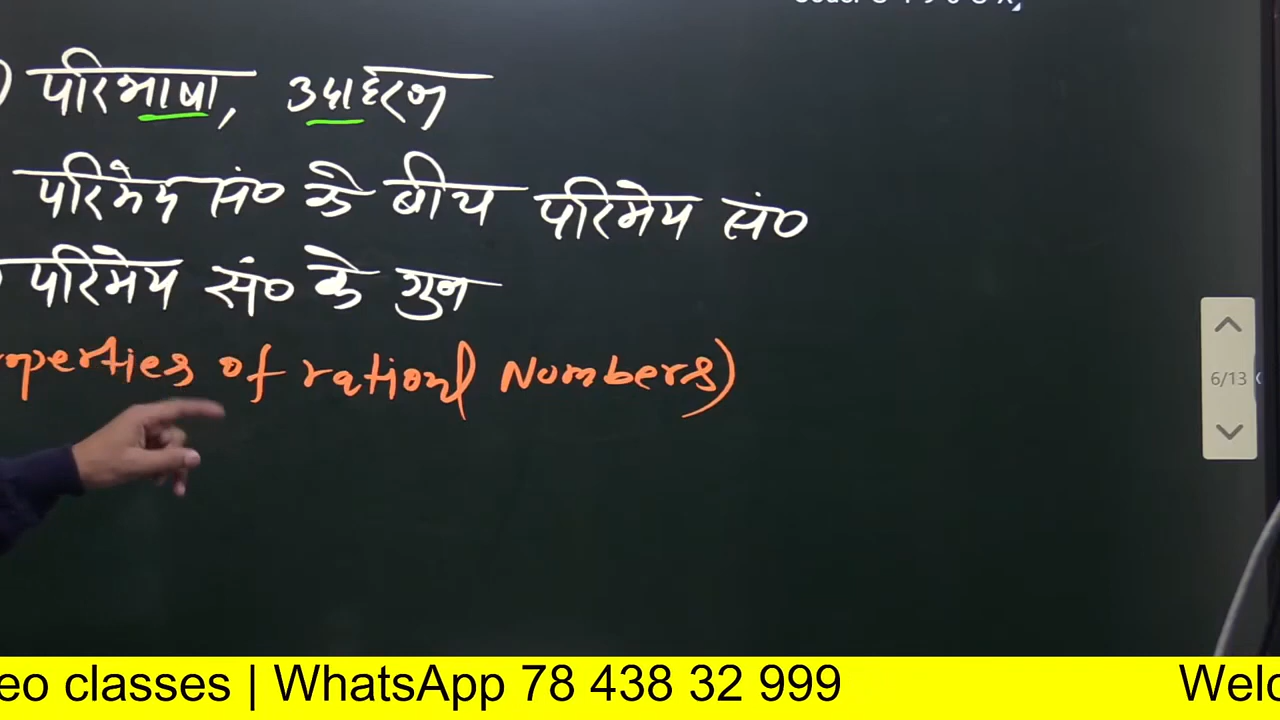 ) परिभाषा, उदाहरण
परिमेय सं० के बीच परिमेय सं०
परिमेय सं० के गुण
operties of rational Numbers)
6/13
eo classes | WhatsApp 78 438 32 999 Welc